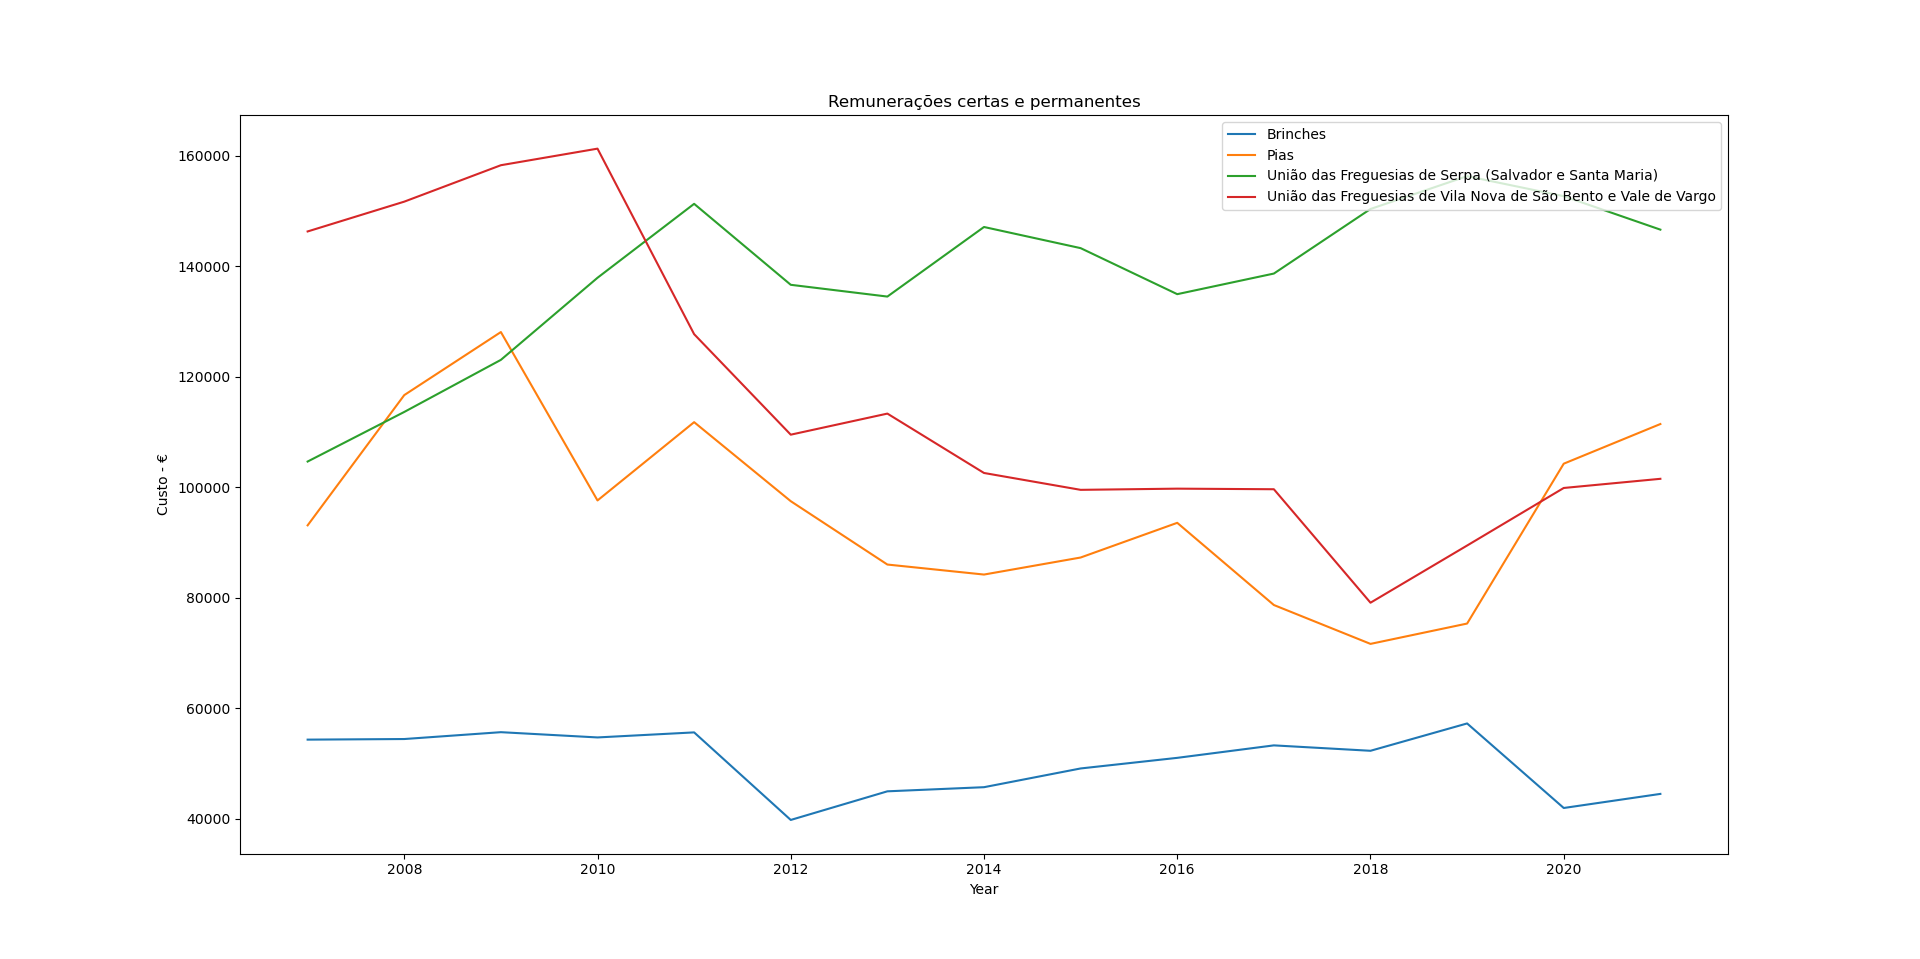 Remunerações certas e permanentes
Brinches
Pias
União das Freguesias de Serpa (Salvador e Santa Maria)
União das Freguesias de Vila Nova de São Bento e Vale de Vargo
160000
140000
120000
100000
80000
60000
40000
Custo - €
2008
2010
2012
2014
2016
2018
2020
Year